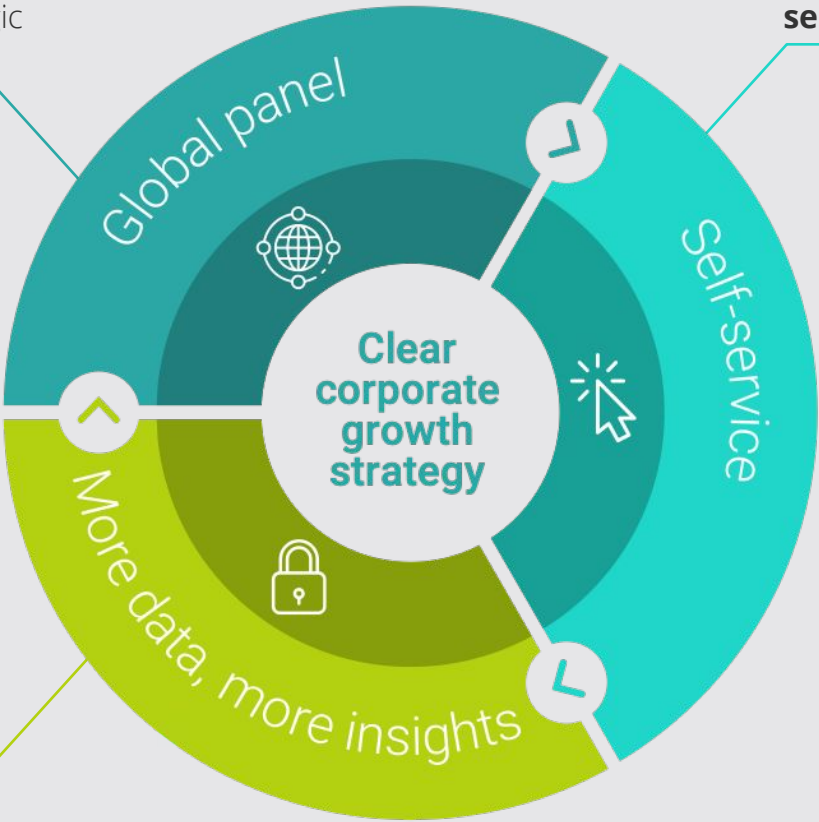 ic
se
Global panel
Self-service
Clear
corporate
growth
strategy
More data, more insights